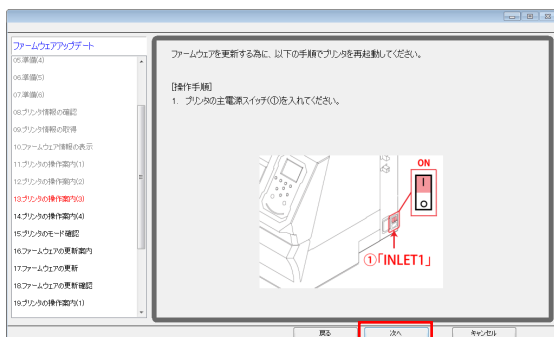 ファームウェアアップデート
05.準備(4)
06.準備(5)
07.準備(6)
08.プリンタ情報の確認
09.プリンタ情報の取得
10.ファームウェア情報の表示
11.プリンタの操作案内(1)
12.プリンタの操作案内(2)
13.プリンタの操作案内(3)
14.プリンタの操作案内(4)
15.プリンタのモード確認
16.ファームウェアの更新案内
17.ファームウェアの更新
18.ファームウェアの更新確認
19.プリンタの操作案内(1)
ファームウェアを更新する為に、以下の手順でプリンタを再起動してください。
[操作手順]
1. プリンタの主電源スイッチ(①)を入れてください。
ON
①「INLET1」
戻る
次へ
キャンセル